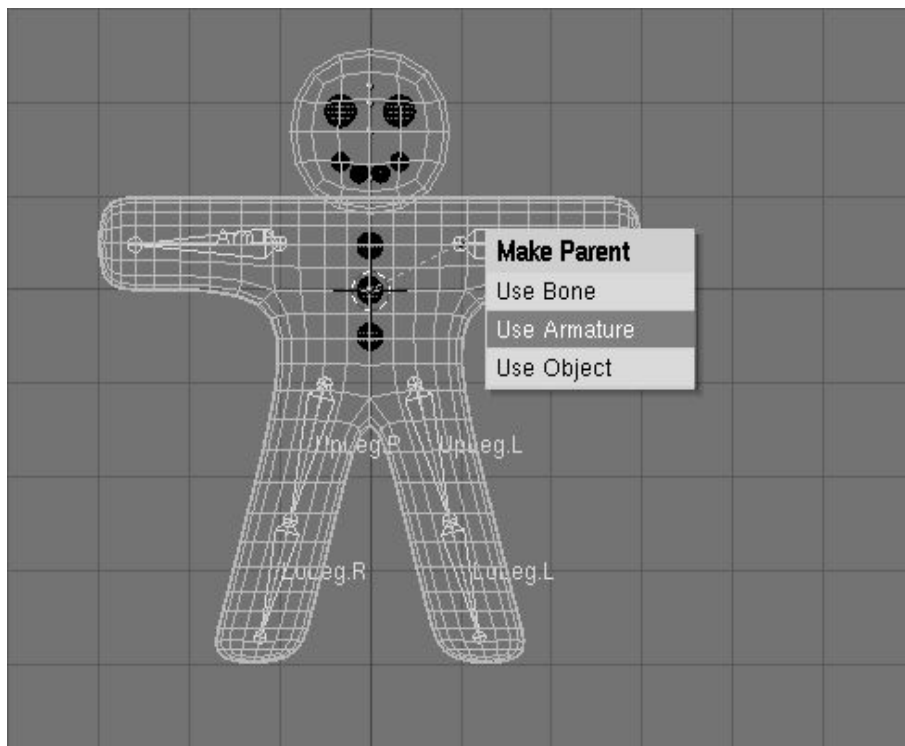 Make Parent
Use Bone
Use Armature
Use Object
UpLeg.R
UpLeg.L
LoLeg.R
LoLeg.L